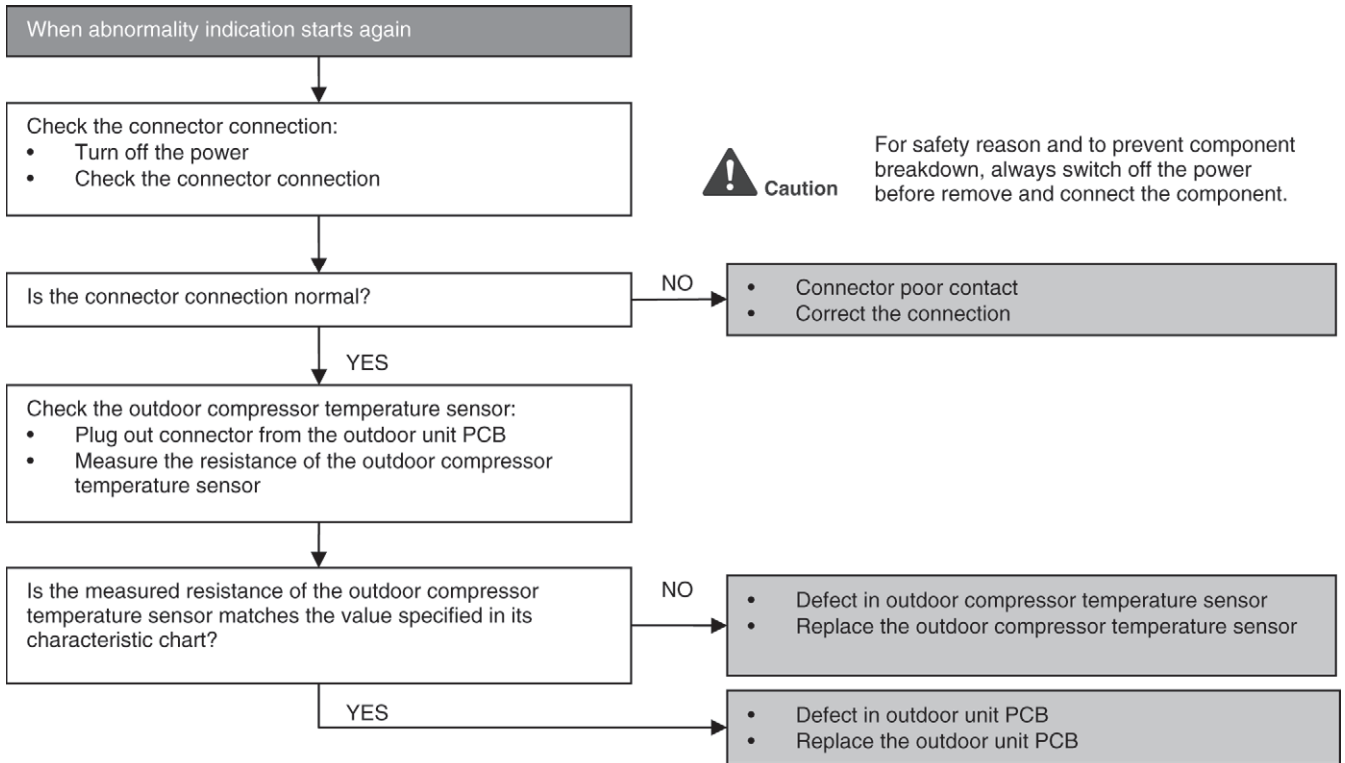 When abnormality indication starts again
Check the connector connection:
• Turn off the power
• Check the connector connection
Caution
For safety reason and to prevent component
breakdown, always switch off the power
before remove and connect the component.
Is the connector connection normal?
NO
• Connector poor contact
• Correct the connection
YES
Check the outdoor compressor temperature sensor:
• Plug out connector from the outdoor unit PCB
• Measure the resistance of the outdoor compressor
temperature sensor
Is the measured resistance of the outdoor compressor
temperature sensor matches the value specified in its
characteristic chart?
NO
• Defect in outdoor compressor temperature sensor
• Replace the outdoor compressor temperature sensor
YES
• Defect in outdoor unit PCB
• Replace the outdoor unit PCB